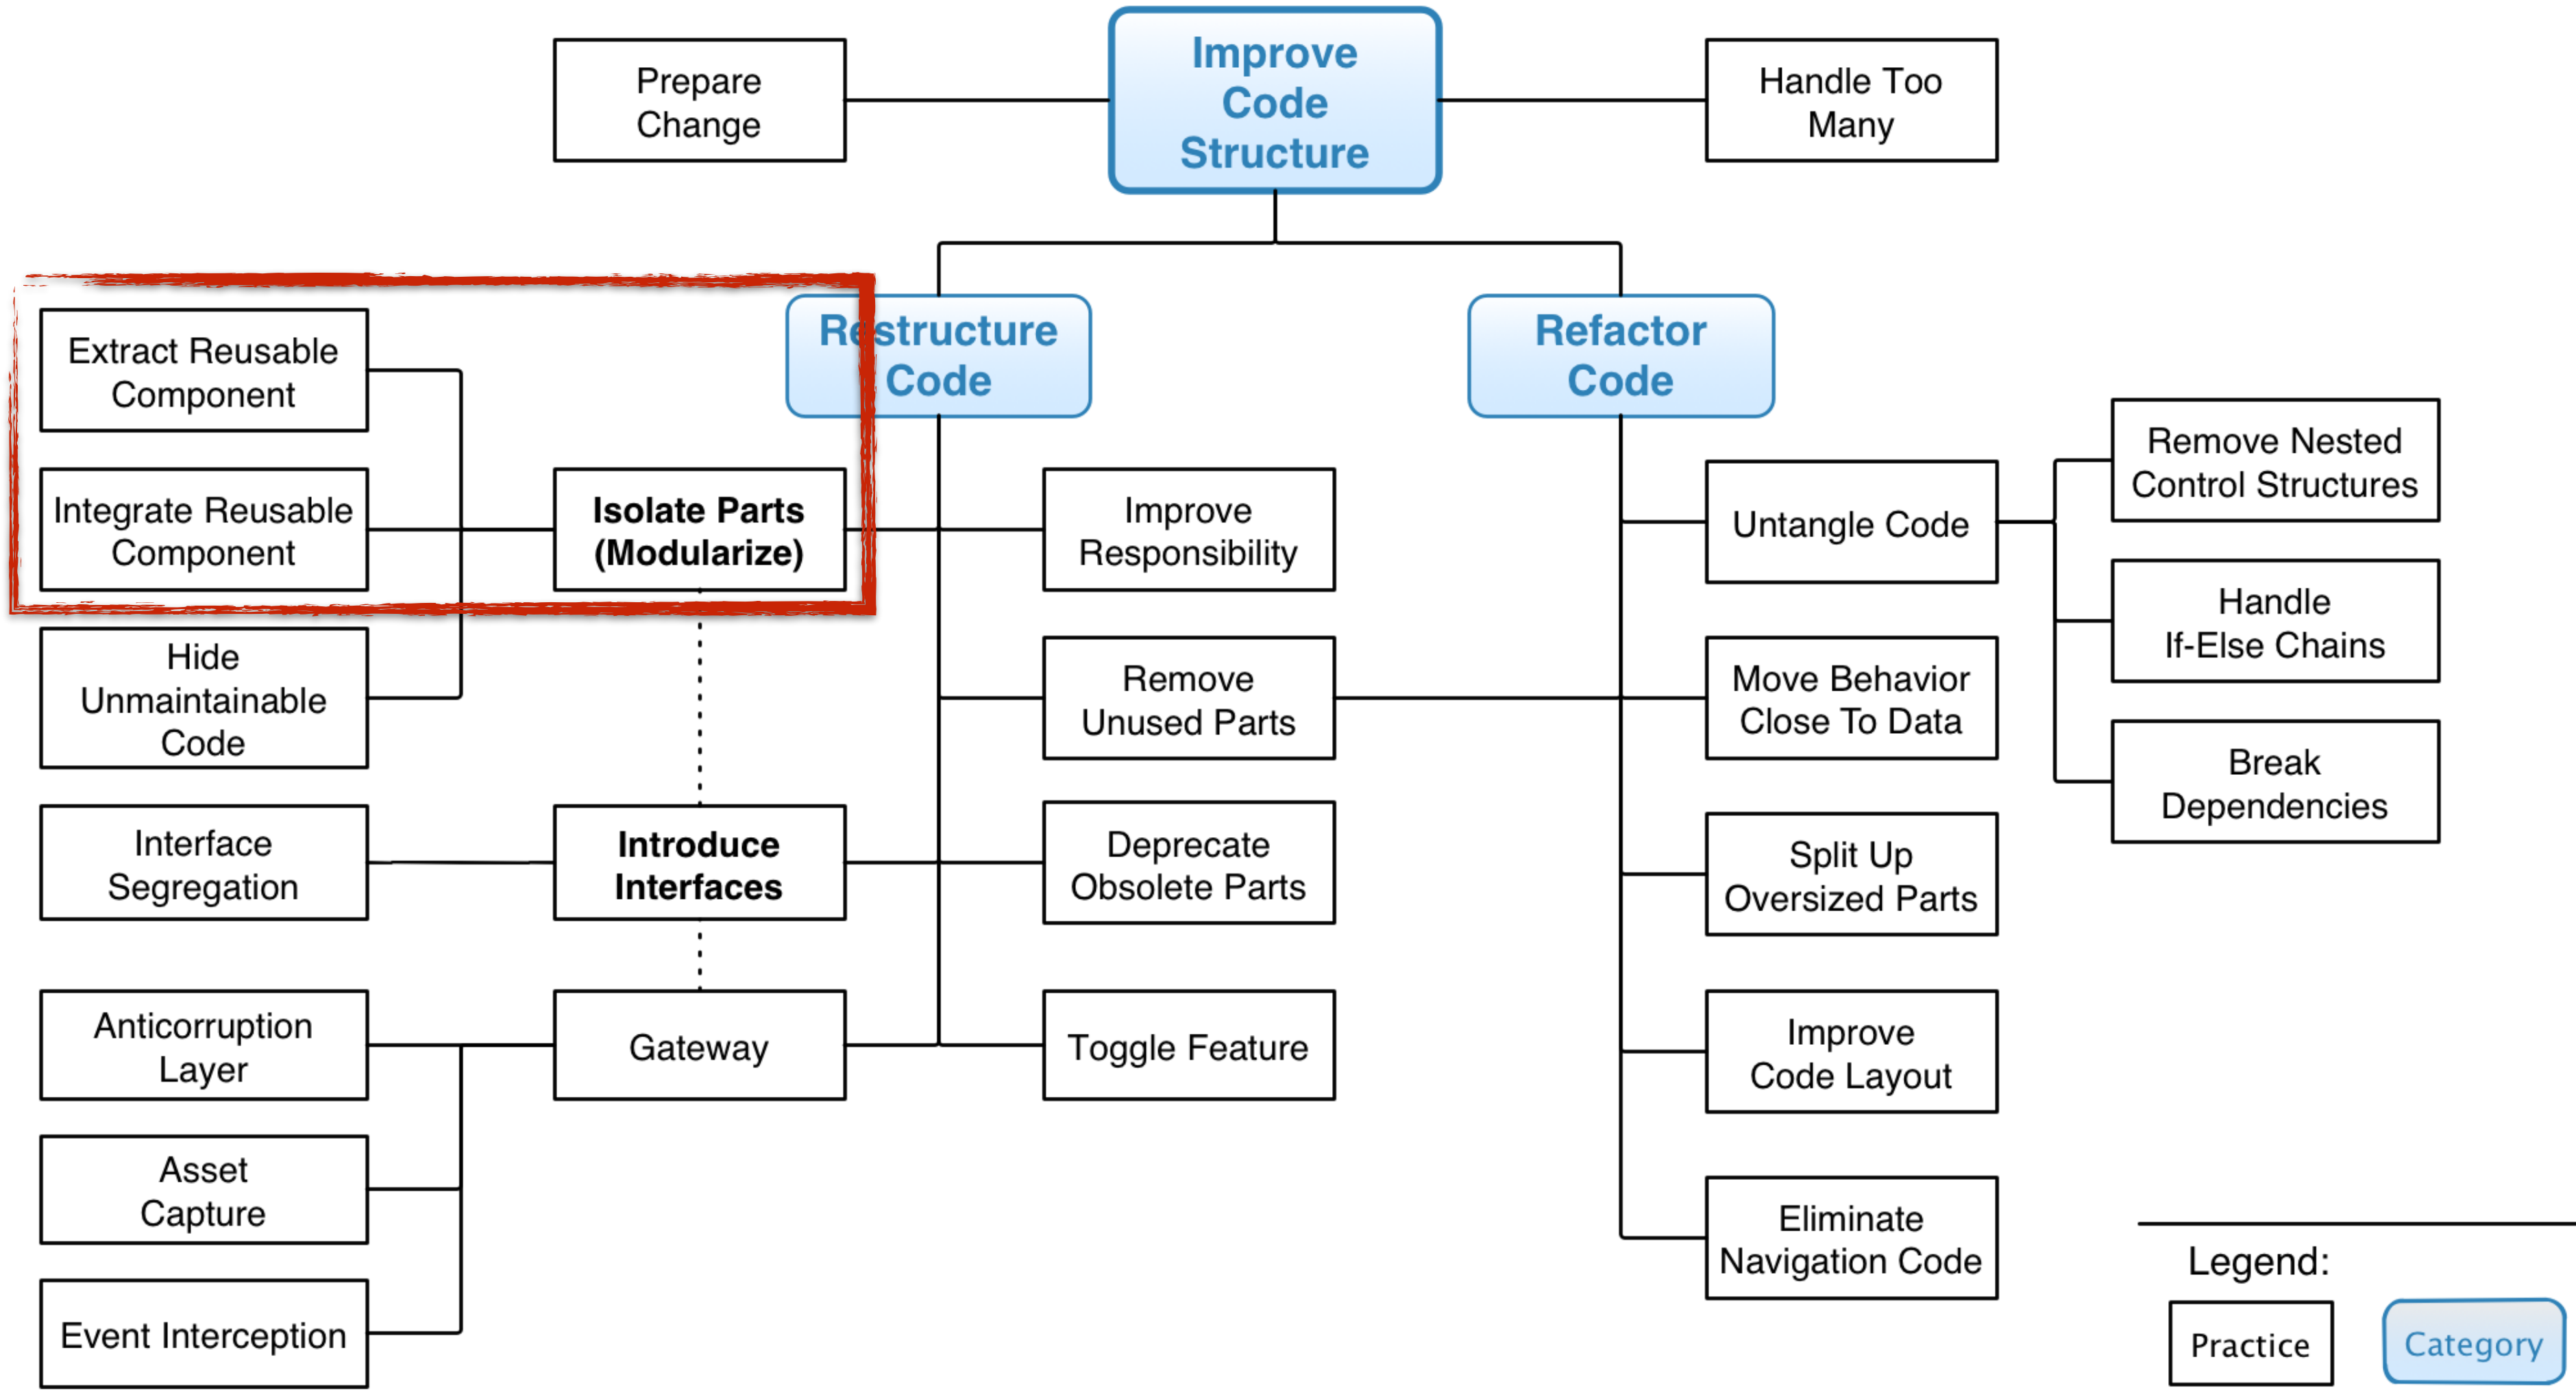 Prepare
Change
Improve
Code
Structure
Handle Too
Many
Restructure
Code
Refactor
Code
Extract Reusable
Component
Integrate Reusable
Component
Hide
Unmaintainable
Code
Isolate Parts
(Modularize)
Improve
Responsibility
Remove
Unused Parts
Interface
Segregation
Introduce
Interfaces
Deprecate
Obsolete Parts
Anticorruption
Layer
Gateway
Toggle Feature
Asset
Capture
Event Interception
Untangle Code
Move Behavior
Close To Data
Split Up
Oversized Parts
Improve
Code Layout
Eliminate
Navigation Code
Remove Nested
Control Structures
Handle
If-Else Chains
Break
Dependencies
Legend:
Practice
Category